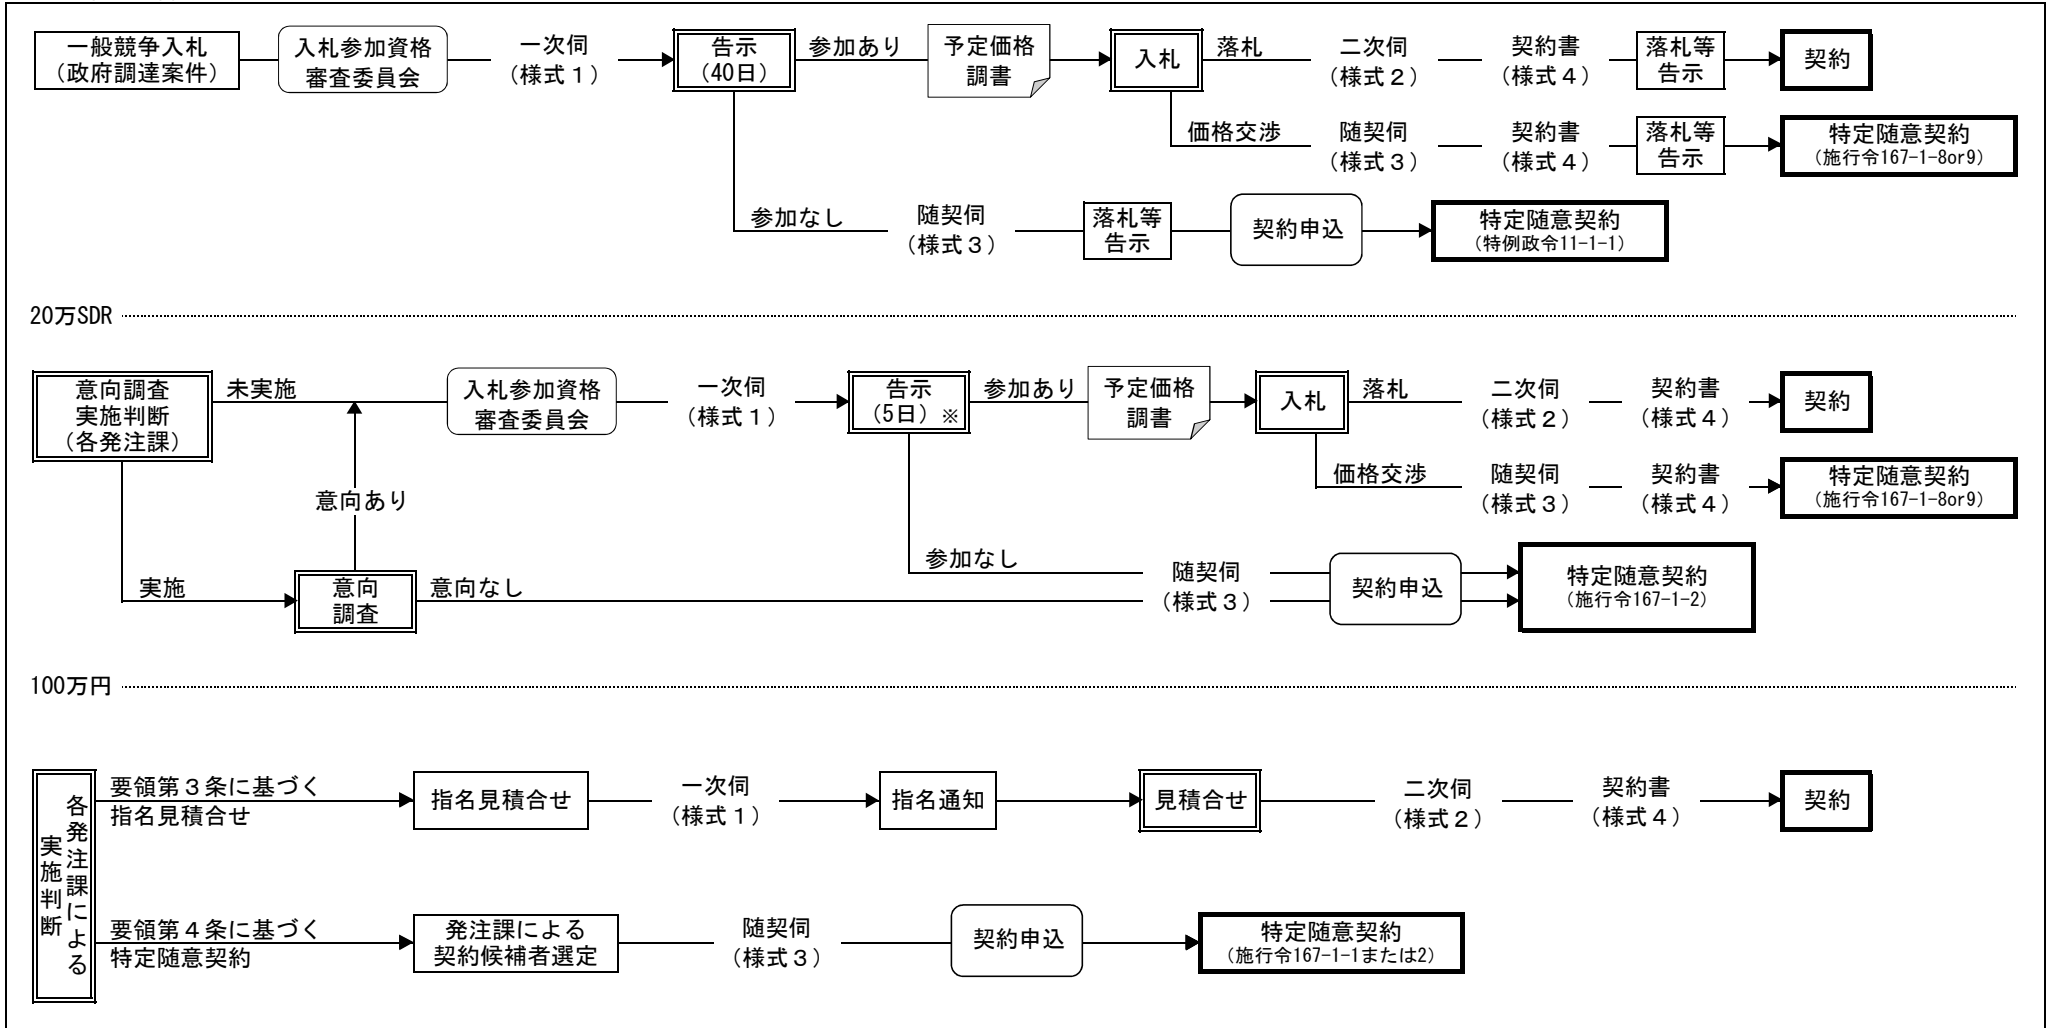 一般競争入札
（政府調達案件）
入札参加資格
審査委員会
一次伺
（様式１）
告示
（40日）
参加あり
予定価格
調書
入札
落札
二次伺
（様式２）
契約書
（様式４）
落札等
告示
契約
価格交渉
随契伺
（様式３）
契約書
（様式４）
落札等
告示
特定随意契約
（施行令167-1-8or9）
参加なし
随契伺
（様式３）
落札等
告示
契約申込
特定随意契約
（特例政令11-1-1）
20万SDR
意向調査
実施判断
（各発注課）
未実施
入札参加資格
審査委員会
一次伺
（様式１）
告示
（5日）※
参加あり
予定価格
調書
入札
落札
二次伺
（様式２）
契約書
（様式４）
契約
価格交渉
随契伺
（様式３）
契約書
（様式４）
特定随意契約
（施行令167-1-8or9）
意向あり
参加なし
実施
意向
調査
意向なし
随契伺
（様式３）
契約申込
特定随意契約
（施行令167-1-2）
100万円
各発注課による
実施判断
要領第３条に基づく
指名見積合せ
指名見積合せ
一次伺
（様式１）
指名通知
見積合せ
二次伺
（様式２）
契約書
（様式４）
契約
要領第４条に基づく
特定随意契約
発注課による
契約候補者選定
随契伺
（様式３）
契約申込
特定随意契約
（施行令167-1-1または2）